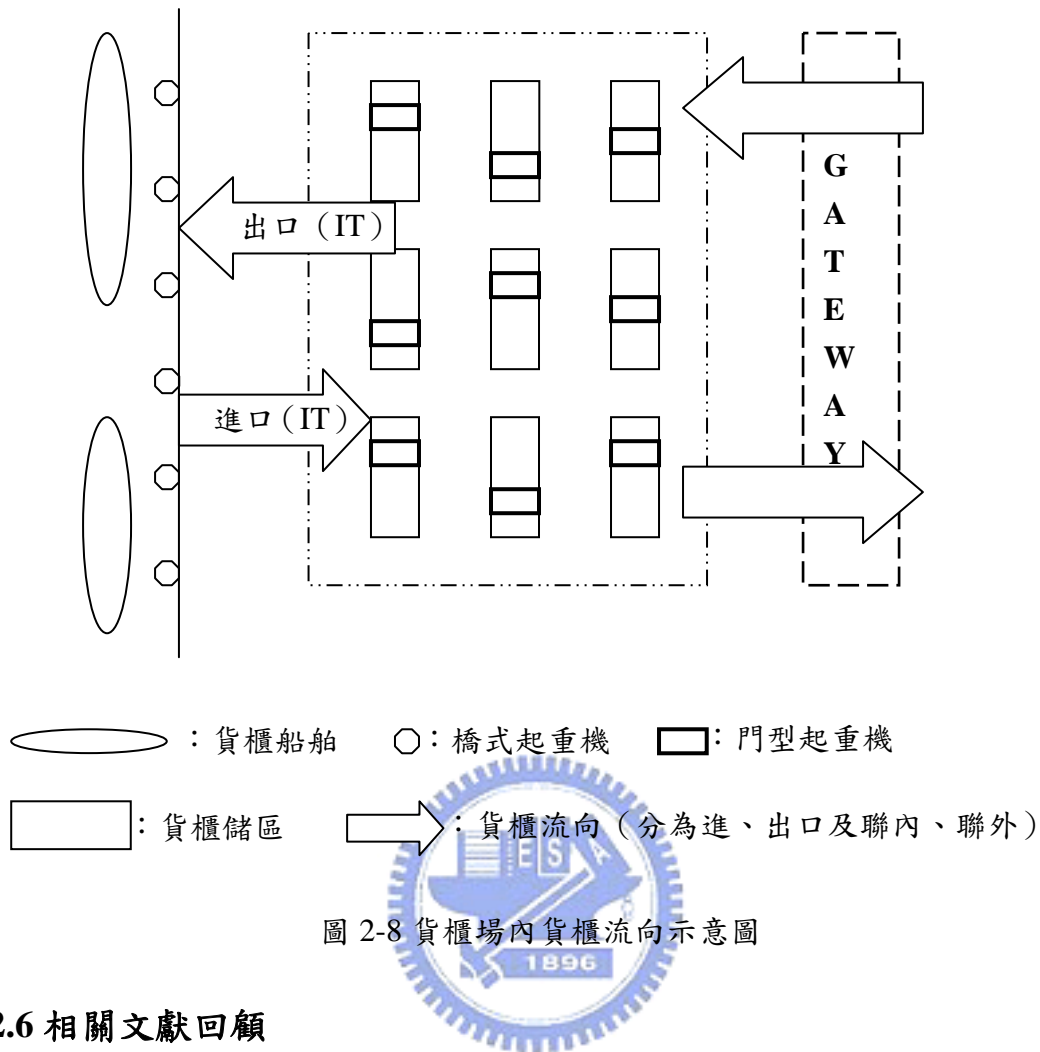 出口（IT）
進口（IT）
G
A
T
E
W
A
Y
：貨櫃船舶 ：橋式起重機 ：門型起重機
：貨櫃儲區 ：貨櫃流向（分為進、出口及聯內、聯外）
E S A
圖 2-8 貨櫃場內貨櫃流向示意圖
1896
2.6 相關文獻回顧